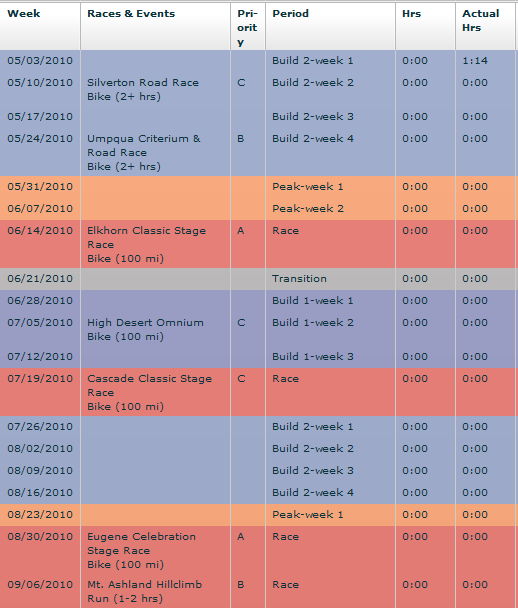 Week Races & Events Pri- Period Hrs Actual
orit Hrs
y
05/03/2010 Build 2-week 1 0:00 1:14
05/10/2010 Silverton Road Race C Build 2-week 2 0:00 0:00
Bike (2+ hrs)
05/17/2010 Build 2-week 3 0:00 0:00
05/24/2010 Umpqua Criterium & B Build 2-week 4 0:00 0:00
Road Race
Bike (2+ hrs)
05/31/2010 Peak-week 1 0:00 0:00
06/07/2010 Peak-week 2 0:00 0:00
06/14/2010 Elkhorn Classic Stage A Race 0:00 0:00
Race
Bike (100 mi)
06/21/2010 Transition 0:00 0:00
06/28/2010 Build 1-week 1 0:00 0:00
07/05/2010 High Desert Omnium C Build 1-week 2 0:00 0:00
Bike (100 mi)
07/12/2010 Build 1-week 3 0:00 0:00
07/19/2010 Cascade Classic Stage C Race 0:00 0:00
Race
Bike (100 mi)
07/26/2010 Build 2-week 1 0:00 0:00
08/02/2010 Build 2-week 2 0:00 0:00
08/09/2010 Build 2-week 3 0:00 0:00
08/16/2010 Build 2-week 4 0:00 0:00
08/23/2010 Peak-week 1 0:00 0:00
08/30/2010 Eugene Celebration A Race 0:00 0:00
Stage Race
Bike (100 mi)
09/06/2010 Mt. Ashland Hillclimb B Race 0:00 0:00
Run (1-2 hrs)